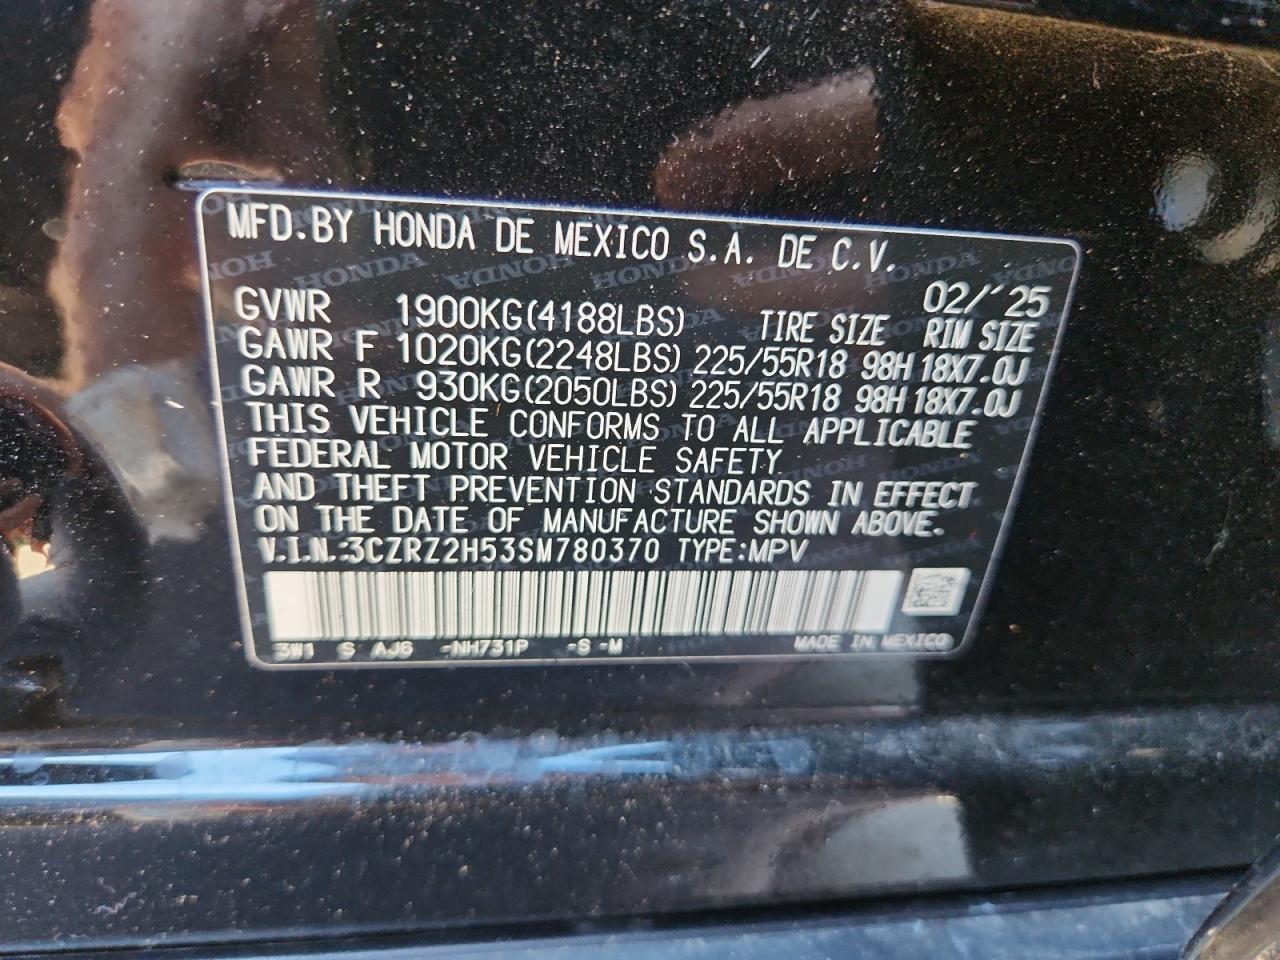 MFD.BY HONDA DE MEXICO S.A. DE C.V.
02/"25
GVWR 1900KG(4188LBS) TIRE SIZE RIM SIZE
GAWR F 1020KG(2248LBS) 225/55R18 98H 18X7.0J
GAWR R 930KG(2050LBS) 225/55R18 98H 18X7.0J
THIS VEHICLE CONFORMS TO ALL APPLICABLE
FEDERAL MOTOR VEHICLE SAFETY
AND THEFT PREVENTION STANDARDS IN EFFECT
ON THE DATE OF MANUFACTURE SHOWN ABOVE.
V.I.N.:3CZRZ2H53SM780370 TYPE:MPV
3W1 S AJ6 -NH731P -S -M MADE IN MEXICO